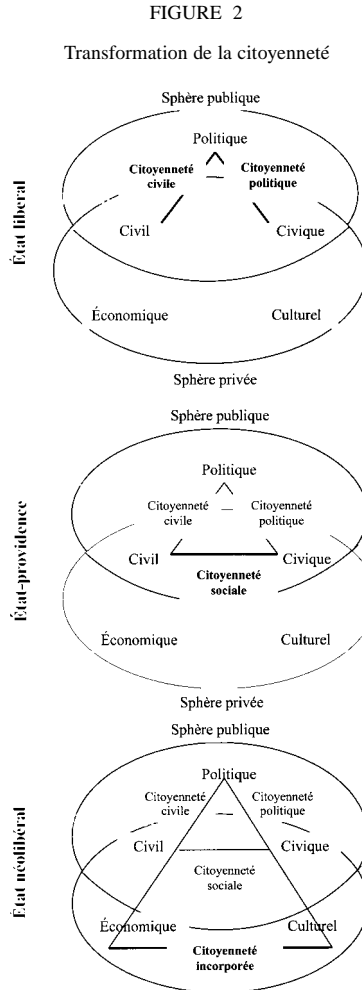 FIGURE 2
Transformation de la citoyenneté
État libéral
Sphère publique
Politique
Citoyenneté civile
Citoyenneté politique
Civil
Civique
Économique
Culturel
Sphère privée
État-providence
Sphère publique
Politique
Citoyenneté civile
Citoyenneté politique
Civil
Civique
Citoyenneté sociale
Économique
Culturel
Sphère privée
État néolibéral
Sphère publique
Politique
Citoyenneté civile
Citoyenneté politique
Civil
Civique
Citoyenneté sociale
Économique
Culturel
Citoyenneté incorporée